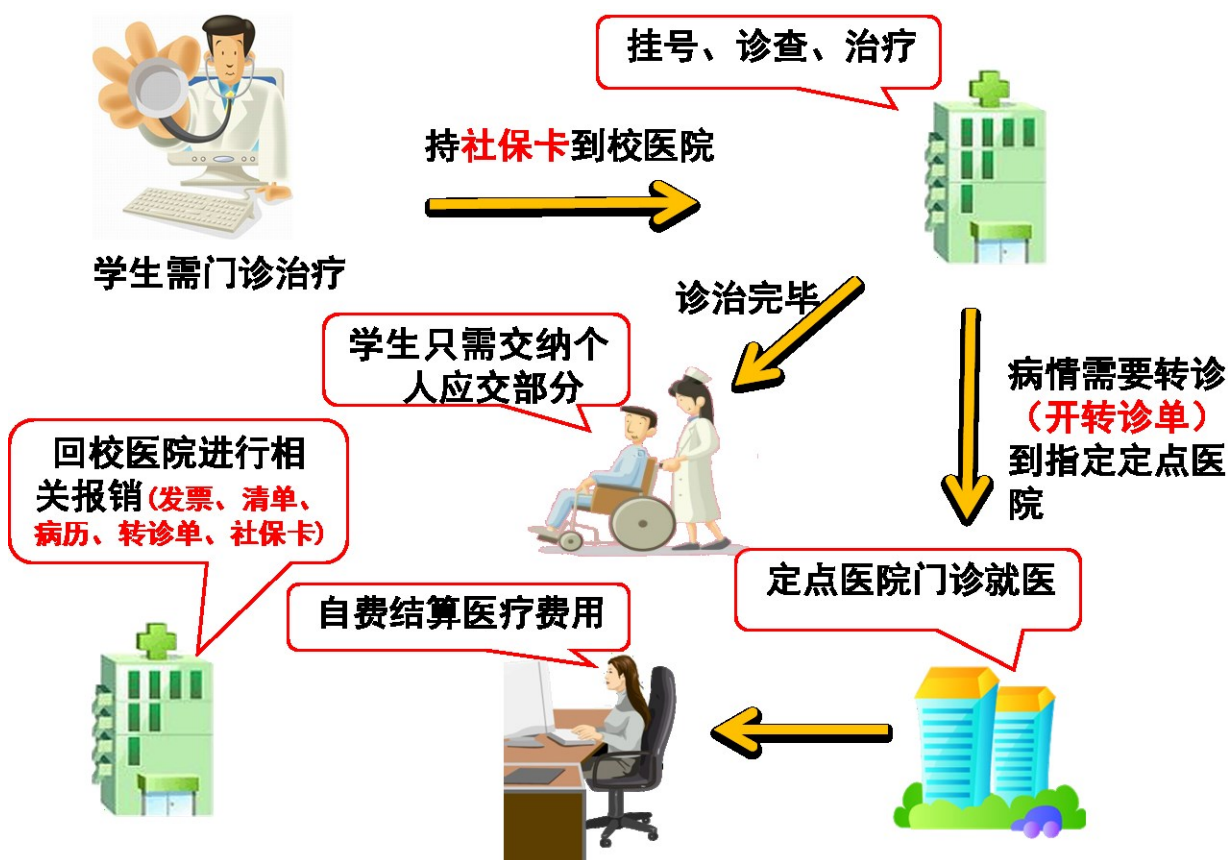 挂号、诊查、治疗
持社保卡到校医院
学生需门诊治疗
诊治完毕
学生只需交纳个
人应交部分
病情需要转诊
（开转诊单）
到指定定点医
院
回校医院进行相
关报销(发票、清单、
病历、转诊单、社保卡)
定点医院门诊就医
自费结算医疗费用